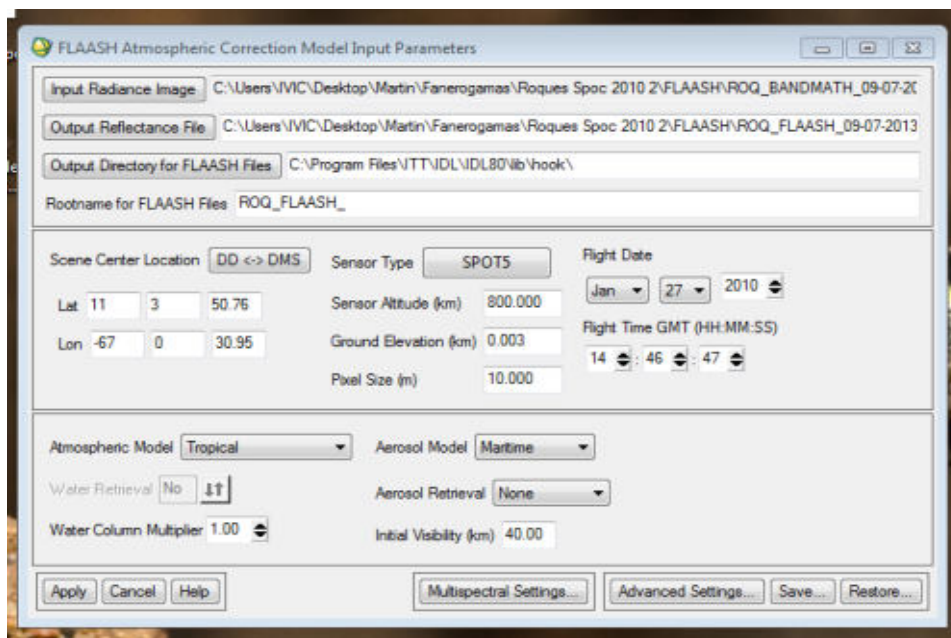 FLAASH Atmospheric Correction Model Input Parameters
Input Radiance Image C:\Users\IVIC\Desktop\Martin\Fanerogamas\Roques Spoc 2010 2\FLAASH\ROQ_BANDMATH_09-07-20
Output Reflectance File C:\Users\IVIC\Desktop\Martin\Fanerogamas\Roques Spoc 2010 2\FLAASH\ROQ_FLAASH_09-07-2013
Output Directory for FLAASH Files C:\Program Files\ITT\IDL\IDL80\lib\hook\
Rootname for FLAASH Files ROQ_FLAASH_
Scene Center Location DD <-> DMS Sensor Type SPOT5 Flight Date
Lat 11 3 50.76 Sensor Altitude (km) 800.000 Jan 27 2010
Lon -67 0 30.95 Ground Elevation (km) 0.003 Flight Time GMT (HH:MM:SS)
Pixel Size (m) 10.000 14 : 46 : 47
Atmospheric Model Tropical Aerosol Model Maritime
Water Retrieval No Aerosol Retrieval None
Water Column Multiplier 1.00 Initial Visibility (km) 40.00
Apply Cancel Help Multispectral Settings... Advanced Settings... Save... Restore...